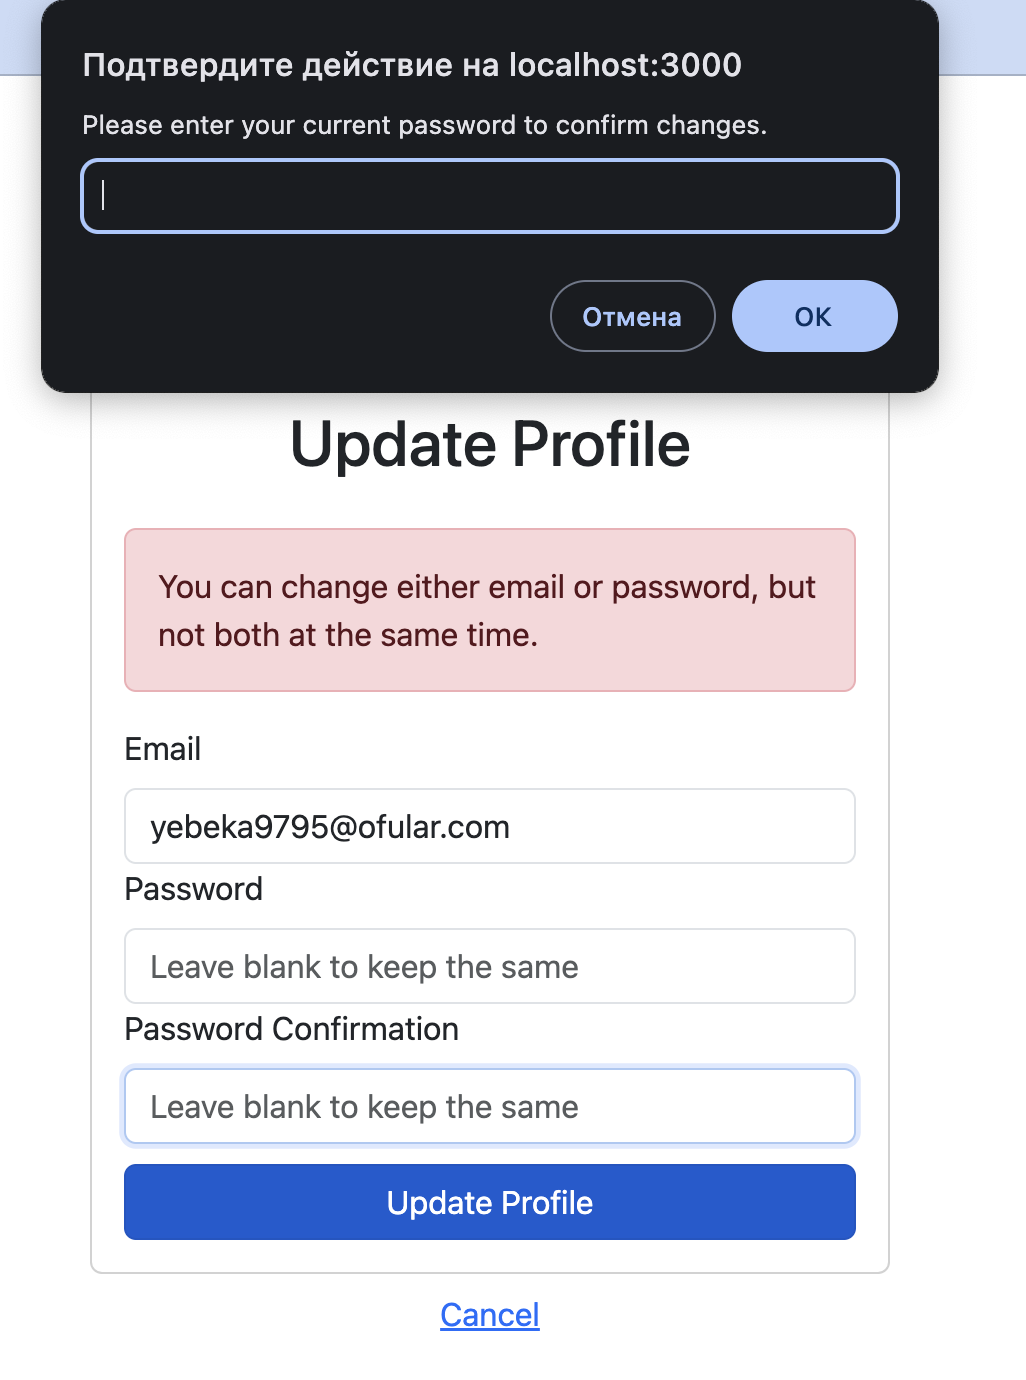 Подтвердите действие на localhost:3000
Please enter your current password to confirm changes.
Отмена
ОК
Update Profile
You can change either email or password, but
not both at the same time.
Email
yebeka9795@ofular.com
Password
Leave blank to keep the same
Password Confirmation
Leave blank to keep the same
Update Profile
Cancel